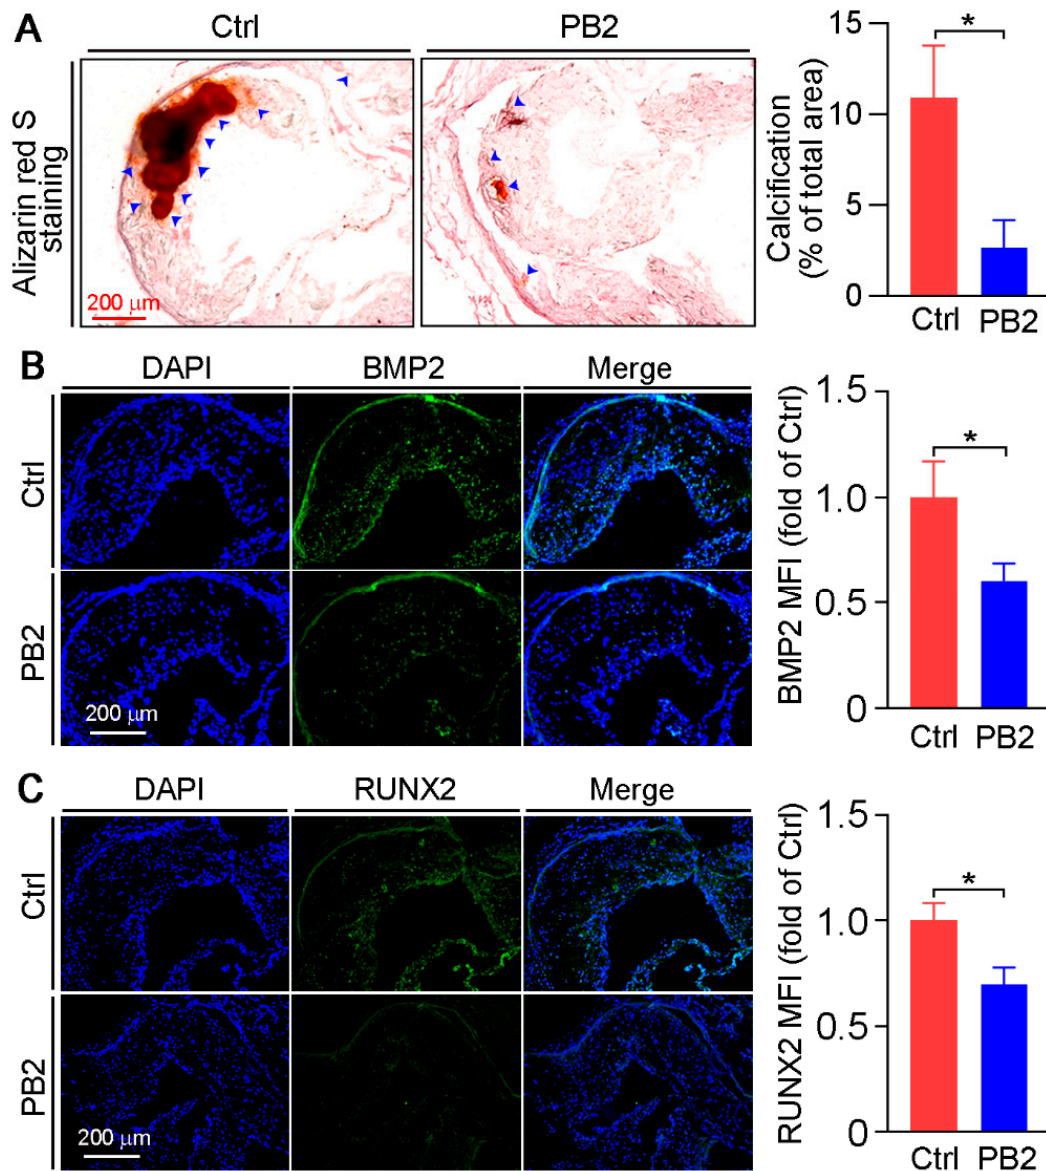 A
Ctrl
PB2
Alizarin red S
staining
200 μm
Calcification
(% of total area)
15
10
5
0
*
Ctrl
PB2
B
DAPI
BMP2
Merge
Ctrl
PB2
200 μm
BMP2 MFI (fold of Ctrl)
1.5
1.0
0.5
0
*
Ctrl
PB2
C
DAPI
RUNX2
Merge
Ctrl
PB2
200 μm
RUNX2 MFI (fold of Ctrl)
1.5
1.0
0.5
0
*
Ctrl
PB2